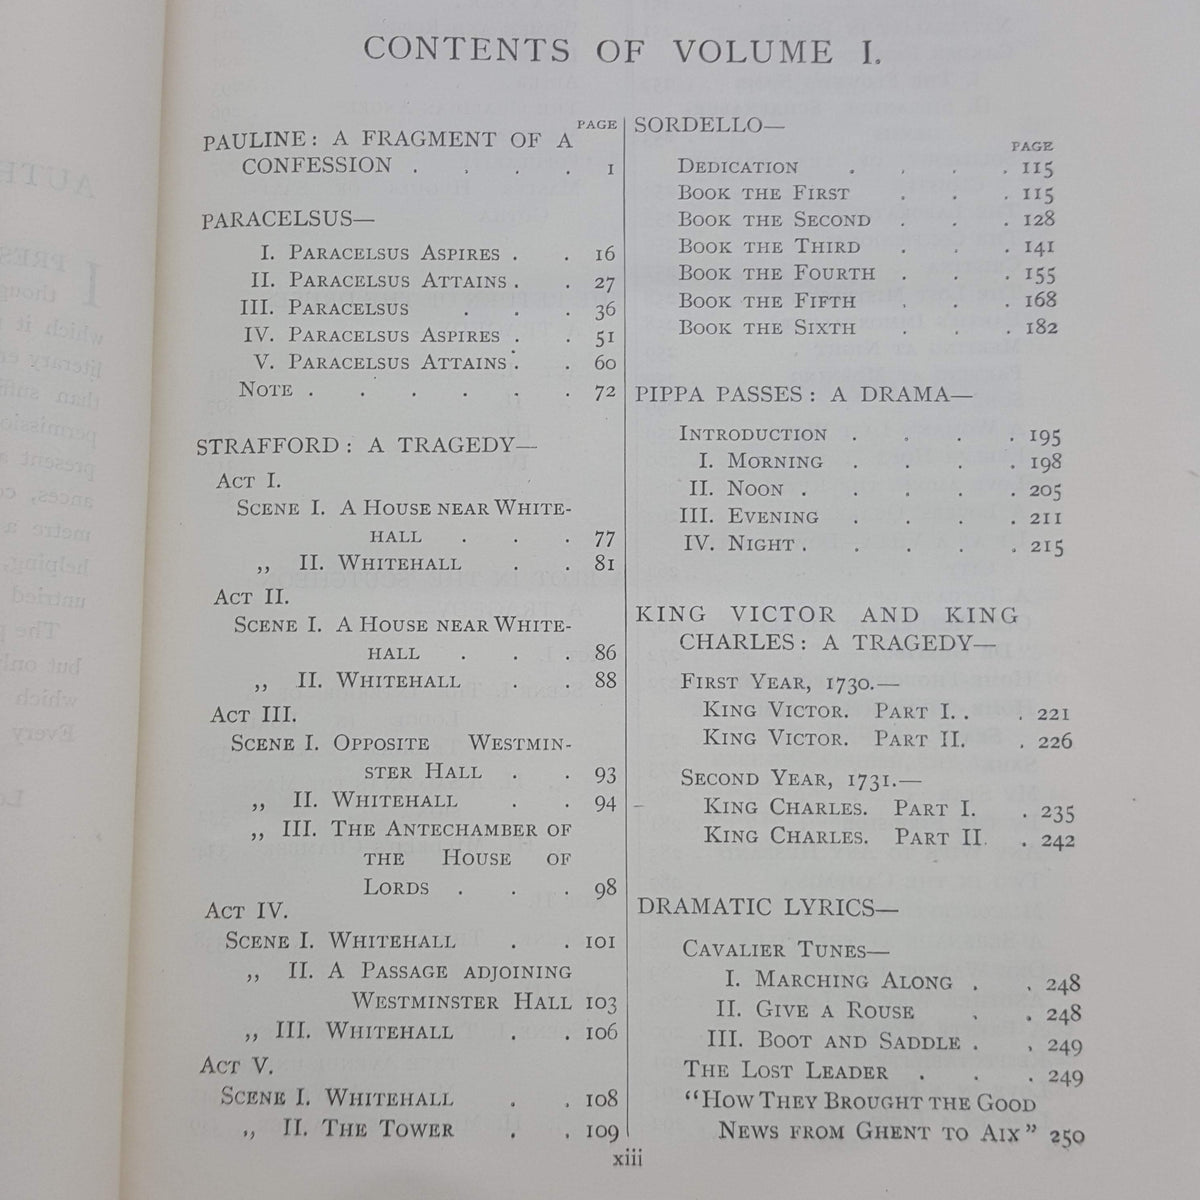 CONTENTS OF VOLUME I.
PAGE
PAULINE: A FRAGMENT OF A
CONFESSION . . . . 1
PARACELSUS—
I. PARACELSUS ASPIRES . . 16
II. PARACELSUS ATTAINS . . 27
III. PARACELSUS . . . 36
IV. PARACELSUS ASPIRES . . 51
V. PARACELSUS ATTAINS . . 60
NOTE . . . . . . 72
STRAFFORD: A TRAGEDY—
ACT I.
SCENE I. A HOUSE NEAR WHITE-
HALL . . . 77
„ II. WHITEHALL . . 81
ACT II.
SCENE I. A HOUSE NEAR WHITE-
HALL . . . 86
„ II. WHITEHALL . . 88
ACT III.
SCENE I. OPPOSITE WESTMIN-
STER HALL . . 93
„ II. WHITEHALL . . 94
„ III. THE ANTECHAMBER OF
THE HOUSE OF
LORDS . . . 98
ACT IV.
SCENE I. WHITEHALL . . 101
„ II. A PASSAGE ADJOINING
WESTMINSTER HALL 103
„ III. WHITEHALL . . 106
ACT V.
SCENE I. WHITEHALL . . 108
„ II. THE TOWER . . 109
SORDELLO—
PAGE
DEDICATION . . . . 115
BOOK THE FIRST . . . 115
BOOK THE SECOND . . . 128
BOOK THE THIRD . . . 141
BOOK THE FOURTH . . . 155
BOOK THE FIFTH . . . 168
BOOK THE SIXTH . . . 182
PIPPA PASSES: A DRAMA—
INTRODUCTION . . . . 195
I. MORNING . . . . 198
II. NOON . . . . . 205
III. EVENING . . . . 211
IV. NIGHT . . . . . 215
KING VICTOR AND KING
CHARLES: A TRAGEDY—
FIRST YEAR, 1730.—
KING VICTOR. PART I. . . 221
KING VICTOR. PART II. . 226
SECOND YEAR, 1731.—
KING CHARLES. PART I. . 235
KING CHARLES. PART II . 242
DRAMATIC LYRICS—
CAVALIER TUNES—
I. MARCHING ALONG . . 248
II. GIVE A ROUSE . . 248
III. BOOT AND SADDLE . . 249
THE LOST LEADER . . . 249
"HOW THEY BROUGHT THE GOOD
NEWS FROM GHENT TO AIX" 250
xiii